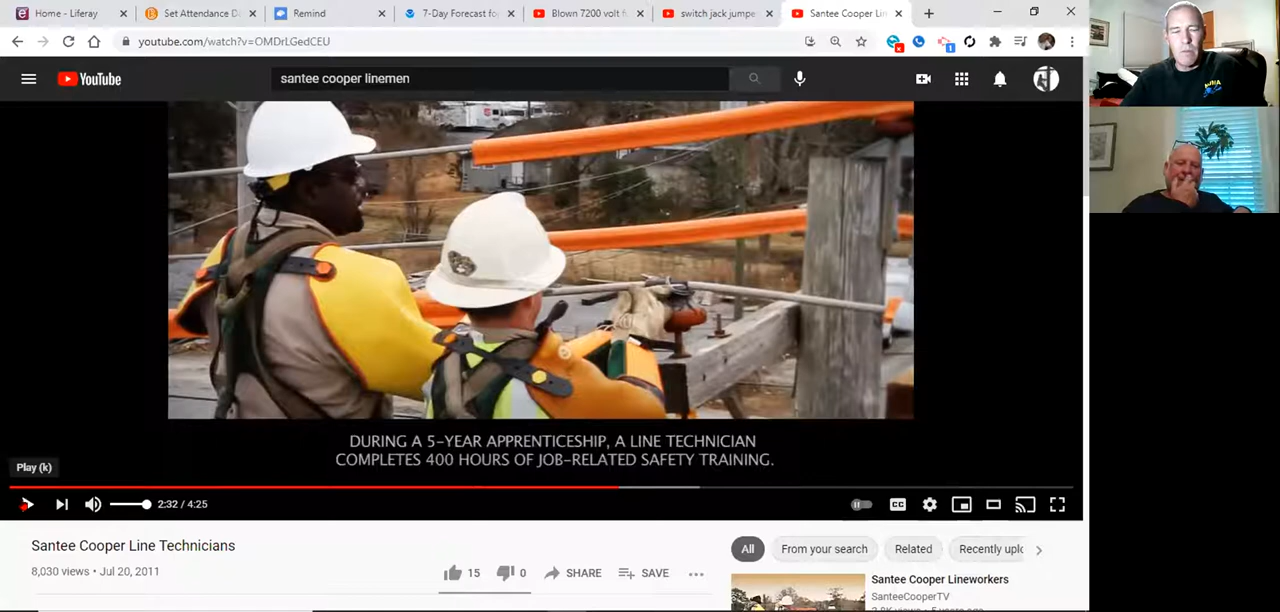 Home - Liferay
Set Attendance D
Remind
7-Day Forecast fo
Blown 7200 volt f
switch jack jumpe
Santee Cooper Lin
youtube.com/watch?v=OMDrLGedCEU
YouTube
santee cooper linemen
DURING A 5-YEAR APPRENTICESHIP, A LINE TECHNICIAN
COMPLETES 400 HOURS OF JOB-RELATED SAFETY TRAINING.
Play (k)
2:32 / 4:25
CC
Santee Cooper Line Technicians
8,030 views • Jul 20, 2011
15
0
SHARE
SAVE
All
From your search
Related
Recently uplo
Santee Cooper Lineworkers
SanteeCooperTV